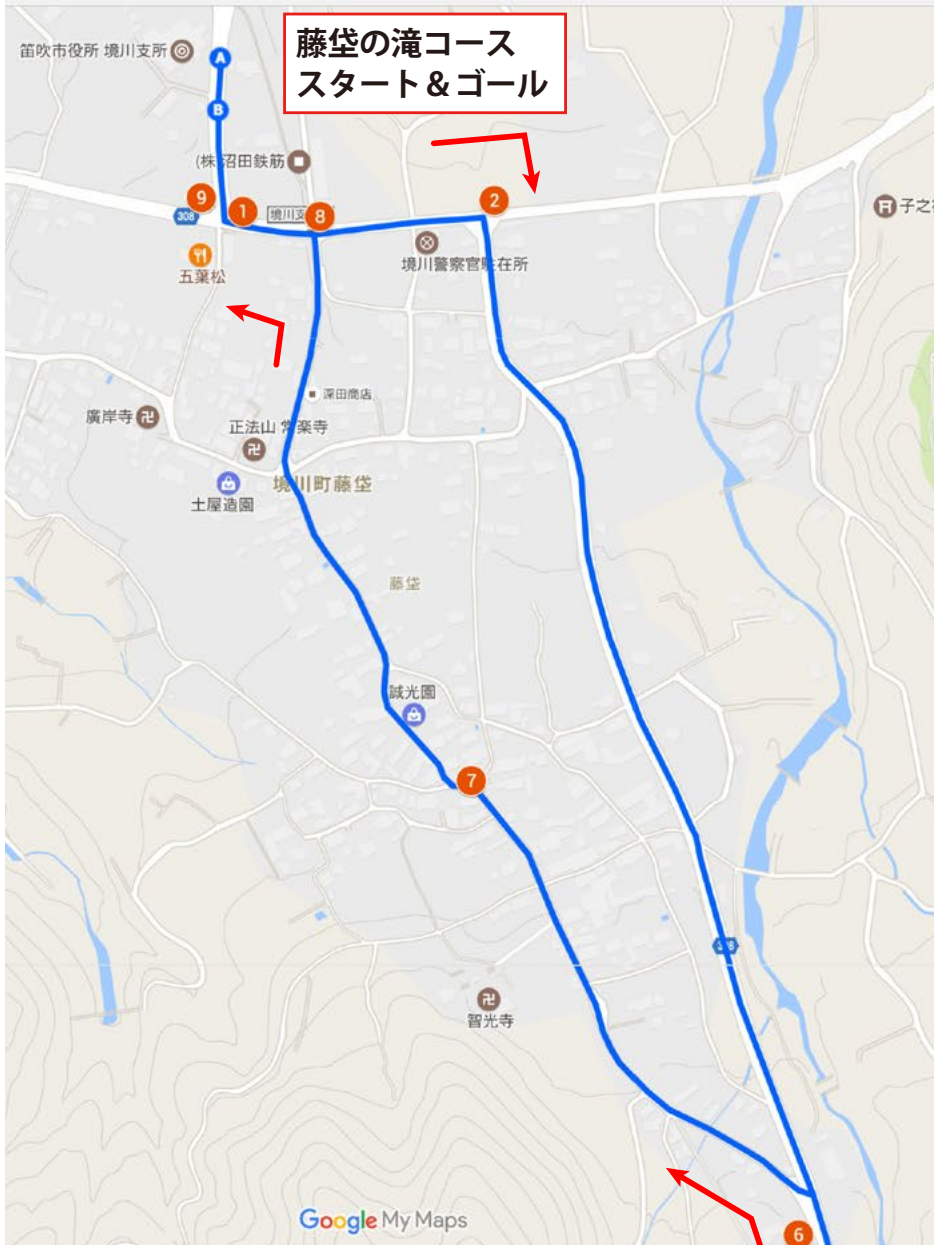 藤垈の滝コース
スタート＆ゴール
笛吹市役所 境川支所
A
B
(株)沼田鉄筋
9
1
8
2
308
境川支
子之
境川警察官駐在所
五葉松
深田商店
廣岸寺
正法山 常楽寺
土屋造園
境川町藤垈
藤垈
誠光園
7
308
智光寺
Google My Maps
6